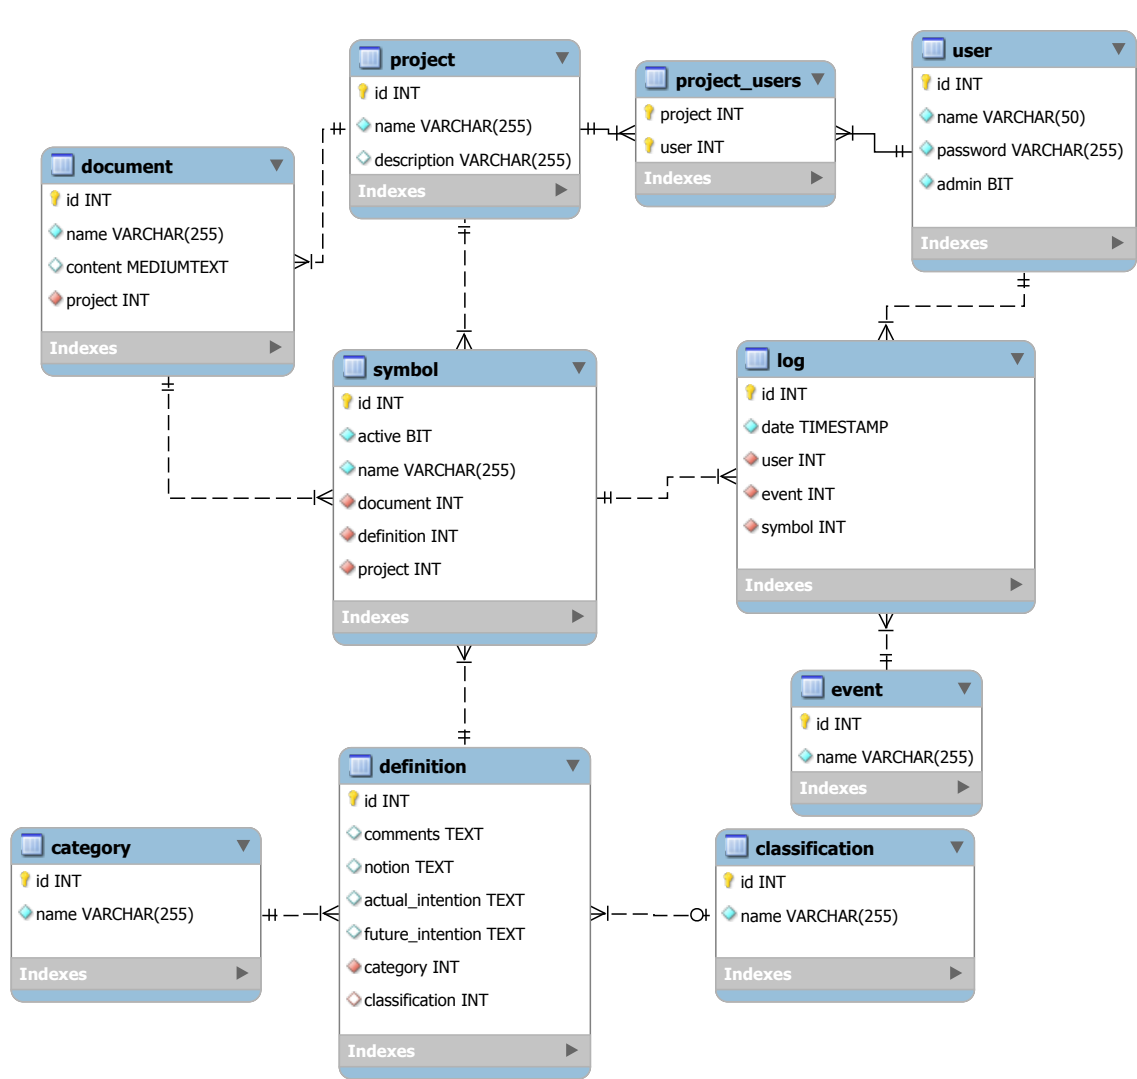 project
id INT
name VARCHAR(255)
description VARCHAR(255)
Indexes
project_users
project INT
user INT
Indexes
user
id INT
name VARCHAR(50)
password VARCHAR(255)
admin BIT
Indexes
document
id INT
name VARCHAR(255)
content MEDIUMTEXT
project INT
Indexes
symbol
id INT
active BIT
name VARCHAR(255)
document INT
definition INT
project INT
Indexes
log
id INT
date TIMESTAMP
user INT
event INT
symbol INT
Indexes
event
id INT
name VARCHAR(255)
Indexes
definition
id INT
comments TEXT
notion TEXT
actual_intention TEXT
future_intention TEXT
category INT
classification INT
Indexes
category
id INT
name VARCHAR(255)
Indexes
classification
id INT
name VARCHAR(255)
Indexes